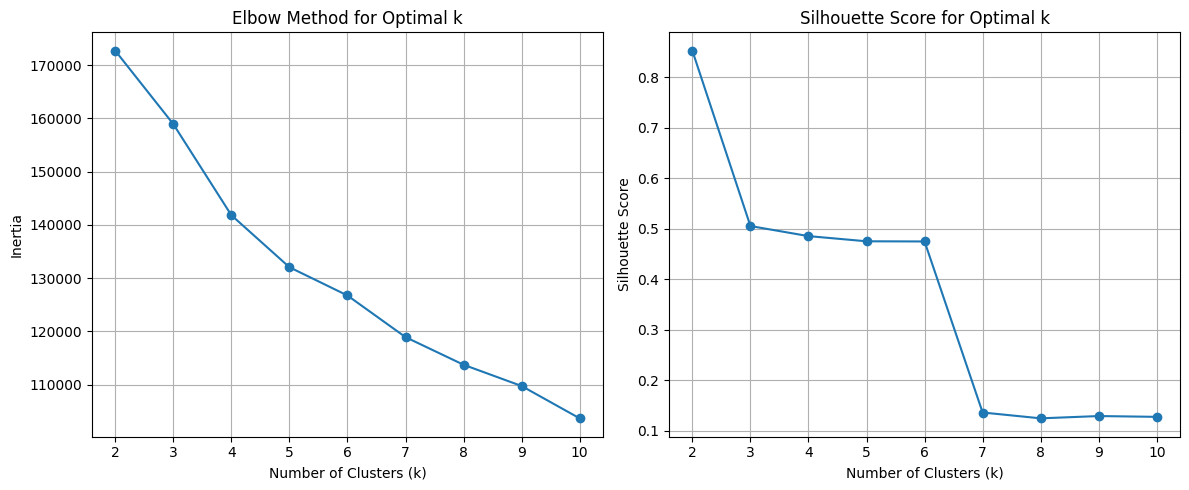 Elbow Method for Optimal k
170000
160000
150000
140000
130000
120000
110000
Inertia
2 3 4 5 6 7 8 9 10
Number of Clusters (k)
Silhouette Score for Optimal k
0.8
0.7
0.6
0.5
0.4
0.3
0.2
0.1
Silhouette Score
2 3 4 5 6 7 8 9 10
Number of Clusters (k)